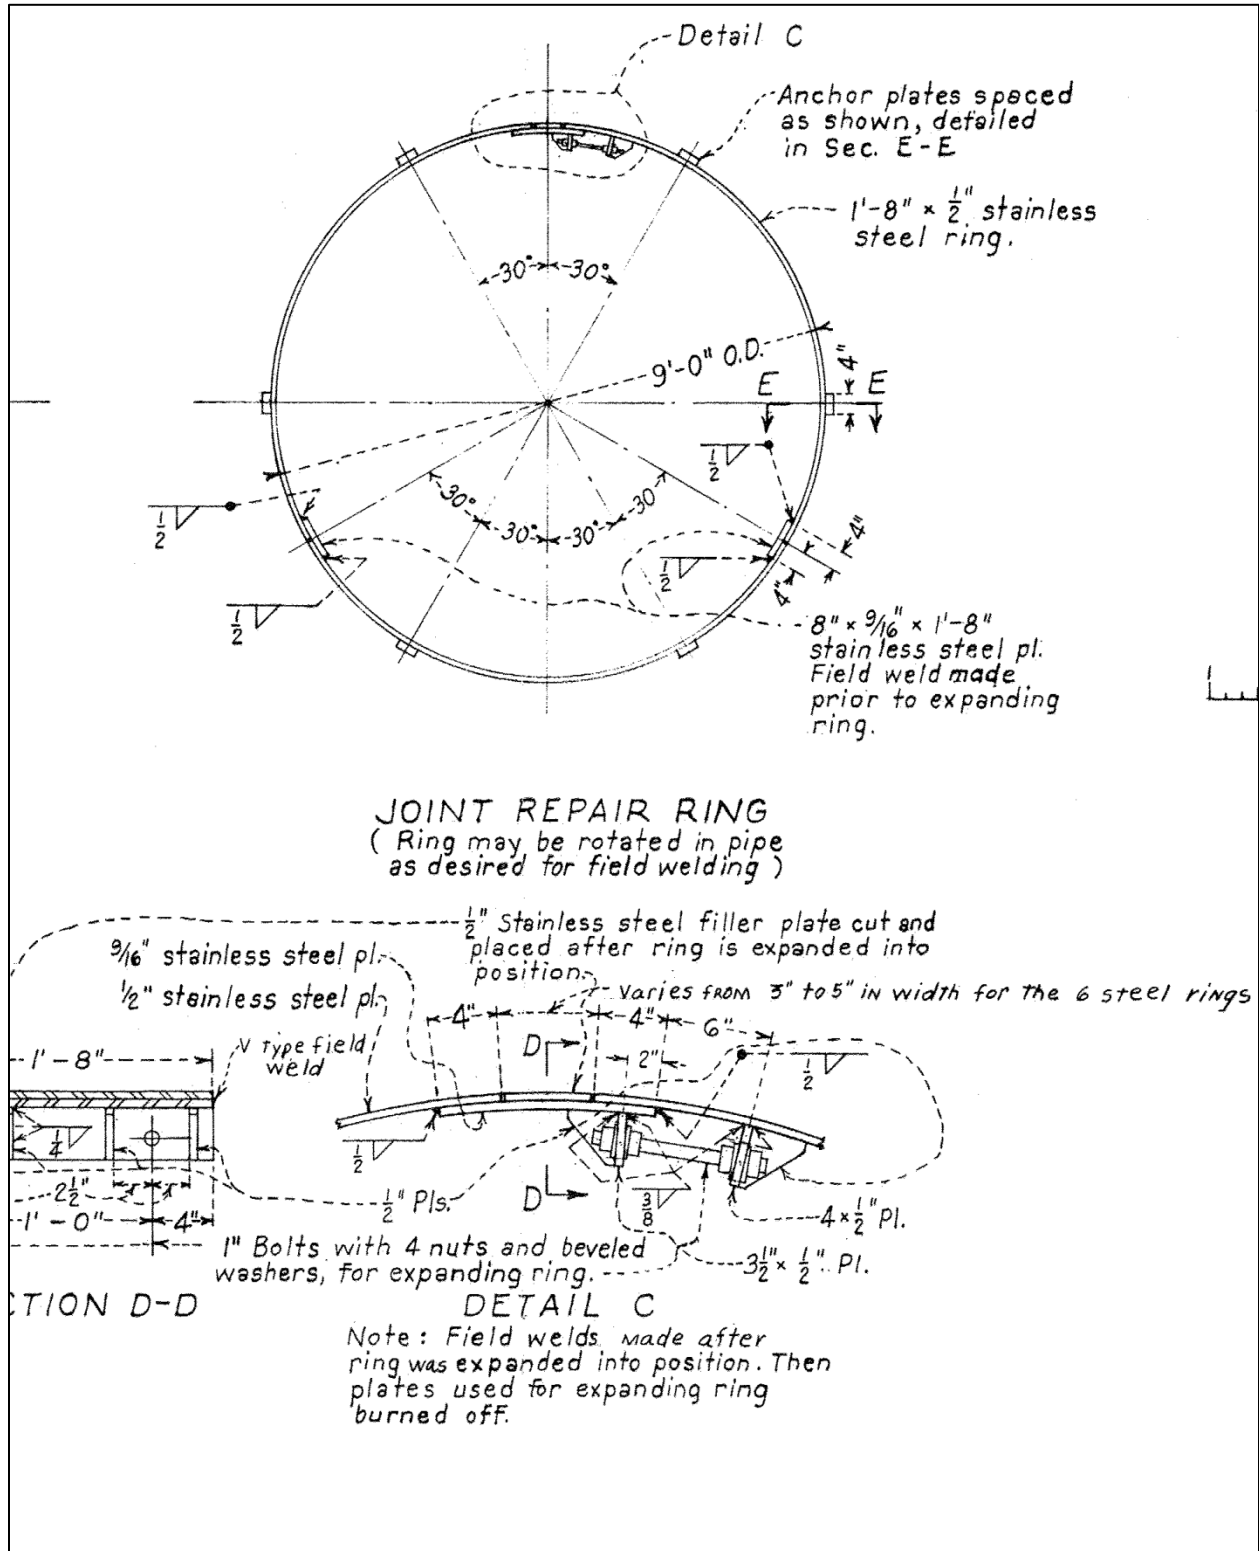 Detail C
Anchor plates spaced
as shown, detailed
in Sec. E-E
1'-8" × 1/2" stainless
steel ring.
30° 30°
9'-0" O.D.
4"
E E
1/2
1/2
30° 30° 30° 30
4"
1/2
4"
1/2
8" × 9/16" × 1'-8"
stainless steel pl.
Field weld made
prior to expanding
ring.
JOINT REPAIR RING
( Ring may be rotated in pipe
as desired for field welding )
1/2" Stainless steel filler plate cut and
placed after ring is expanded into
position.
9/16" stainless steel pl.
1/2" stainless steel pl.
Varies FROM 3" to 5" IN width for the 6 steel rings
4" 4" 6"
1'-8"
V type field
weld
D
2"
1/2
1/4
1/2
2 1/2"
1/2" Pls.
D
3/8
4 × 1/2" Pl.
1'-0" 4"
1" Bolts with 4 nuts and beveled
washers, for expanding ring.
3 1/2" × 1/2" Pl.
CTION D-D
DETAIL C
Note: Field welds made after
ring was expanded into position. Then
plates used for expanding ring
burned off.